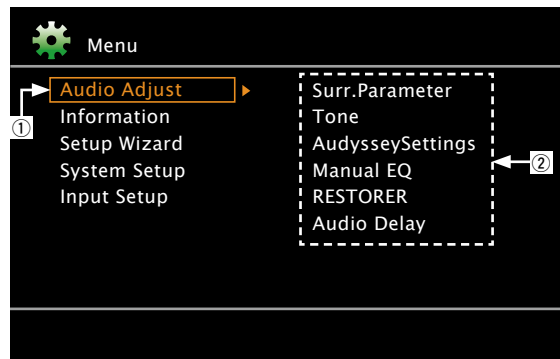 Menu
Audio Adjust
Information
Setup Wizard
System Setup
Input Setup
①
Surr.Parameter
Tone
AudysseySettings
Manual EQ
RESTORER
Audio Delay
②